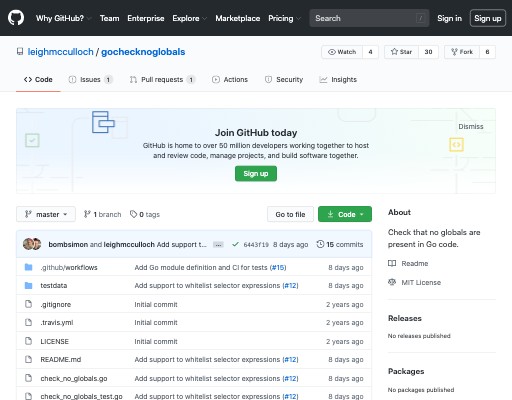 Why GitHub? Team Enterprise Explore Marketplace Pricing Search / Sign in Sign up
leighmcculloch / gochecknoglobals Watch 4 Star 30 Fork 6
Code Issues 1 Pull requests 1 Actions Security Insights
Join GitHub today
Dismiss
GitHub is home to over 50 million developers working together to host
and review code, manage projects, and build software together.
Sign up
master 1 branch 0 tags Go to file Code
About
Check that no globals are
present in Go code.
Readme
MIT License
Releases
No releases published
Packages
No packages published
bombsimon and leighmcculloch Add support t... ... 6443f19 8 days ago 15 commits
.github/workflows Add Go module definition and CI for tests (#15) 8 days ago
testdata Add support to whitelist selector expressions (#12) 8 days ago
.gitignore Initial commit 2 years ago
.travis.yml Initial commit 2 years ago
LICENSE Initial commit 2 years ago
README.md Add support to whitelist selector expressions (#12) 8 days ago
check_no_globals.go Add support to whitelist selector expressions (#12) 8 days ago
check_no_globals_test.go Add support to whitelist selector expressions (#12) 8 days ago